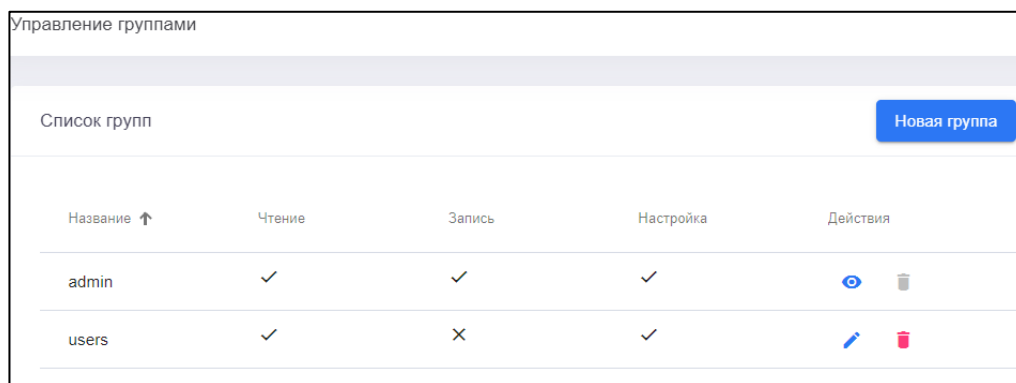 Управление группами
Список групп
Новая группа
Название Чтение Запись Настройка Действия
admin
users